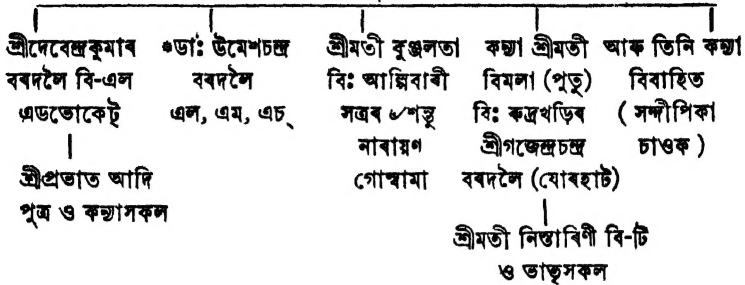 শ্ৰীদেবেন্দ্ৰকুমাৰ *ডা: উমেশচন্দ্ৰ শ্ৰীমতী কুঞ্জলতা কন্যা শ্ৰীমতী আৰু তিনি কন্যা
বৰদলৈ বি-এল বৰদলৈ বি: আলিবাৰী বিমলা (পুতু) বিবাহিত
এডভোকেট্ এল, এম, এচ্ সত্ৰৰ ৺শম্ভু বি: ৰুদ্ৰখড়িৰ ( সন্দীপিকা
নাৰায়ণ শ্ৰীগজেন্দ্ৰচন্দ্ৰ চাওক )
শ্ৰীপ্ৰভাত আদি গোস্বামী বৰদলৈ (যোৰহাট)
পুত্ৰ ও কন্যাসকল
শ্ৰীমতী নিস্তাৰিণী বি-টি
ও ভাতৃসকল